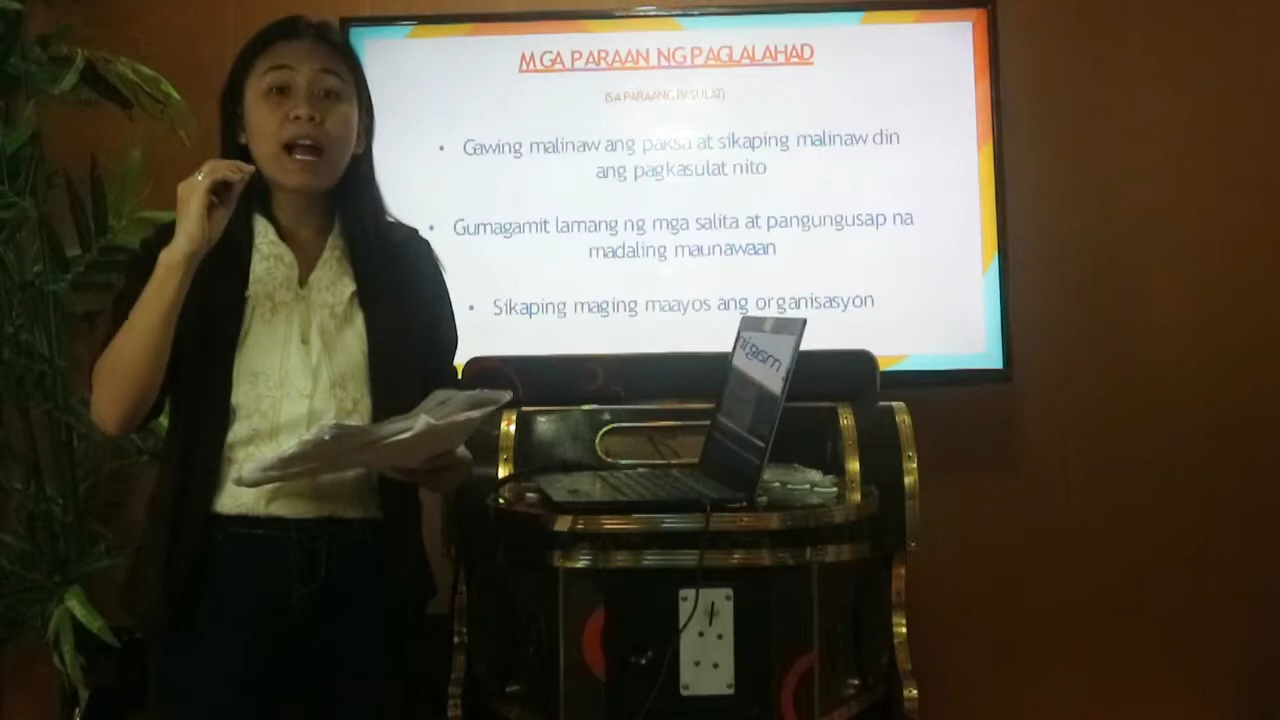 MGA PARAAN NG PAGLALAHAD
(SA PARAANG PASULAT)
• Gawing malinaw ang paksa at sikaping malinaw din
ang pagkasulat nito
• Gumagamit lamang ng mga salita at pangungusap na
madaling maunawaan
• Sikaping maging maayos ang organisasyon